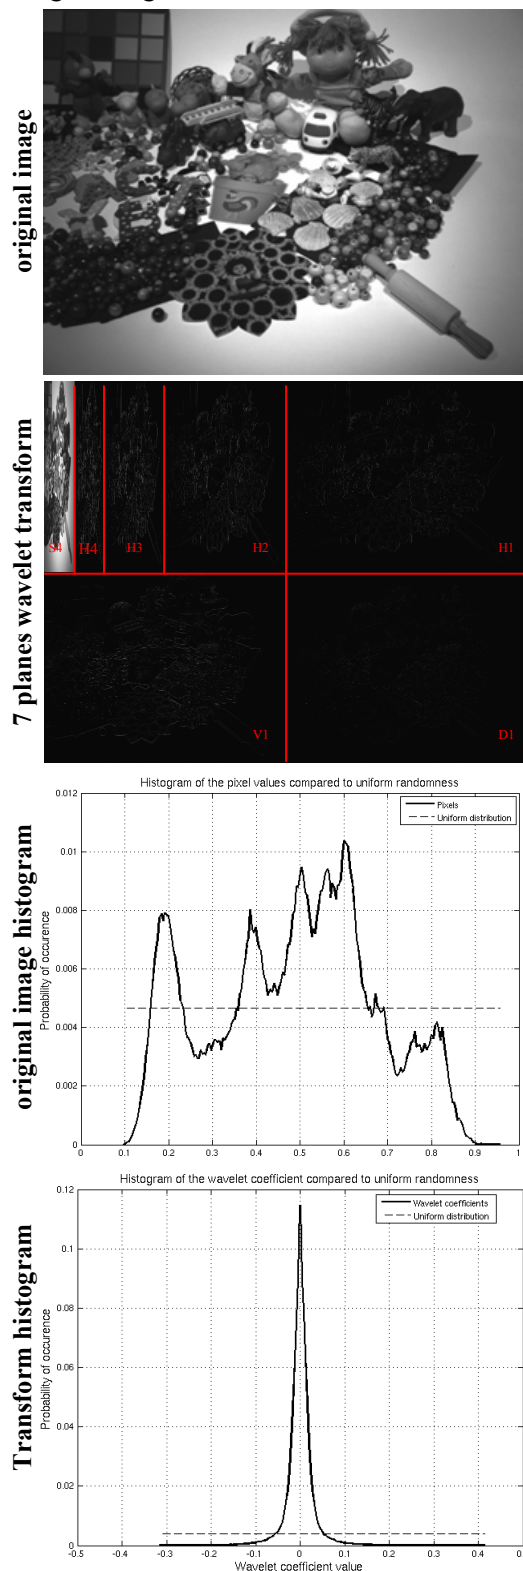 original image
7 planes wavelet transform
S4
H4
H3
H2
H1
V1
D1
original image histogram
Histogram of the pixel values compared to uniform randomness
Pixels
Uniform distribution
Probability of occurence
0.012
0.01
0.008
0.006
0.004
0.002
0
0 0.1 0.2 0.3 0.4 0.5 0.6 0.7 0.8 0.9 1
Transform histogram
Histogram of the wavelet coefficient compared to uniform randomness
Wavelet coefficients
Uniform distribution
Probability of occurence
0.12
0.1
0.08
0.06
0.04
0.02
0
-0.5 -0.4 -0.3 -0.2 -0.1 0 0.1 0.2 0.3 0.4
Wavelet coefficient value